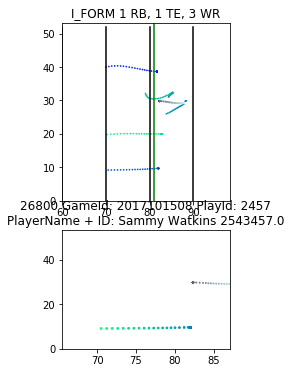 I_FORM 1 RB, 1 TE, 3 WR
50
40
30
20
10
0
60 70 80 90
26800 GameId: 2017101508 PlayId: 2457
PlayerName + ID: Sammy Watkins 2543457.0
40
20
0
70 75 80 85